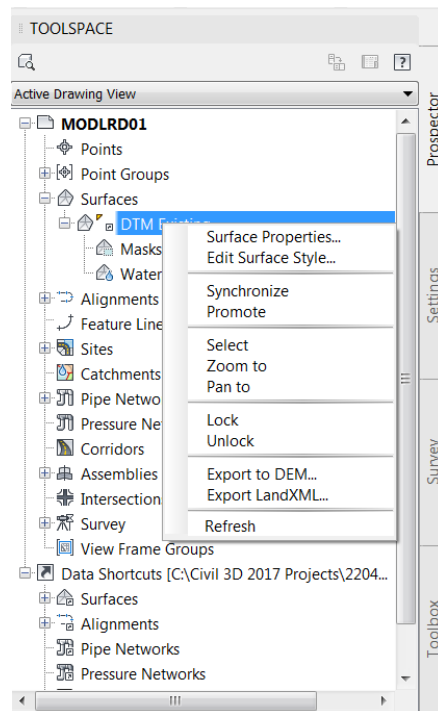 TOOLSPACE
?
Active Drawing View
MODLRD01
Points
Point Groups
Surfaces
DTM Existing
Masks
Water
Alignments
Feature Line
Sites
Catchments
Pipe Netwo
Pressure Ne
Corridors
Assemblies
Intersection
Survey
View Frame Groups
Data Shortcuts [C:\Civil 3D 2017 Projects\2204...
Surfaces
Alignments
Pipe Networks
Pressure Networks
Surface Properties...
Edit Surface Style...
Synchronize
Promote
Select
Zoom to
Pan to
Lock
Unlock
Export to DEM...
Export LandXML...
Refresh
Prospector
Settings
Survey
Toolbox